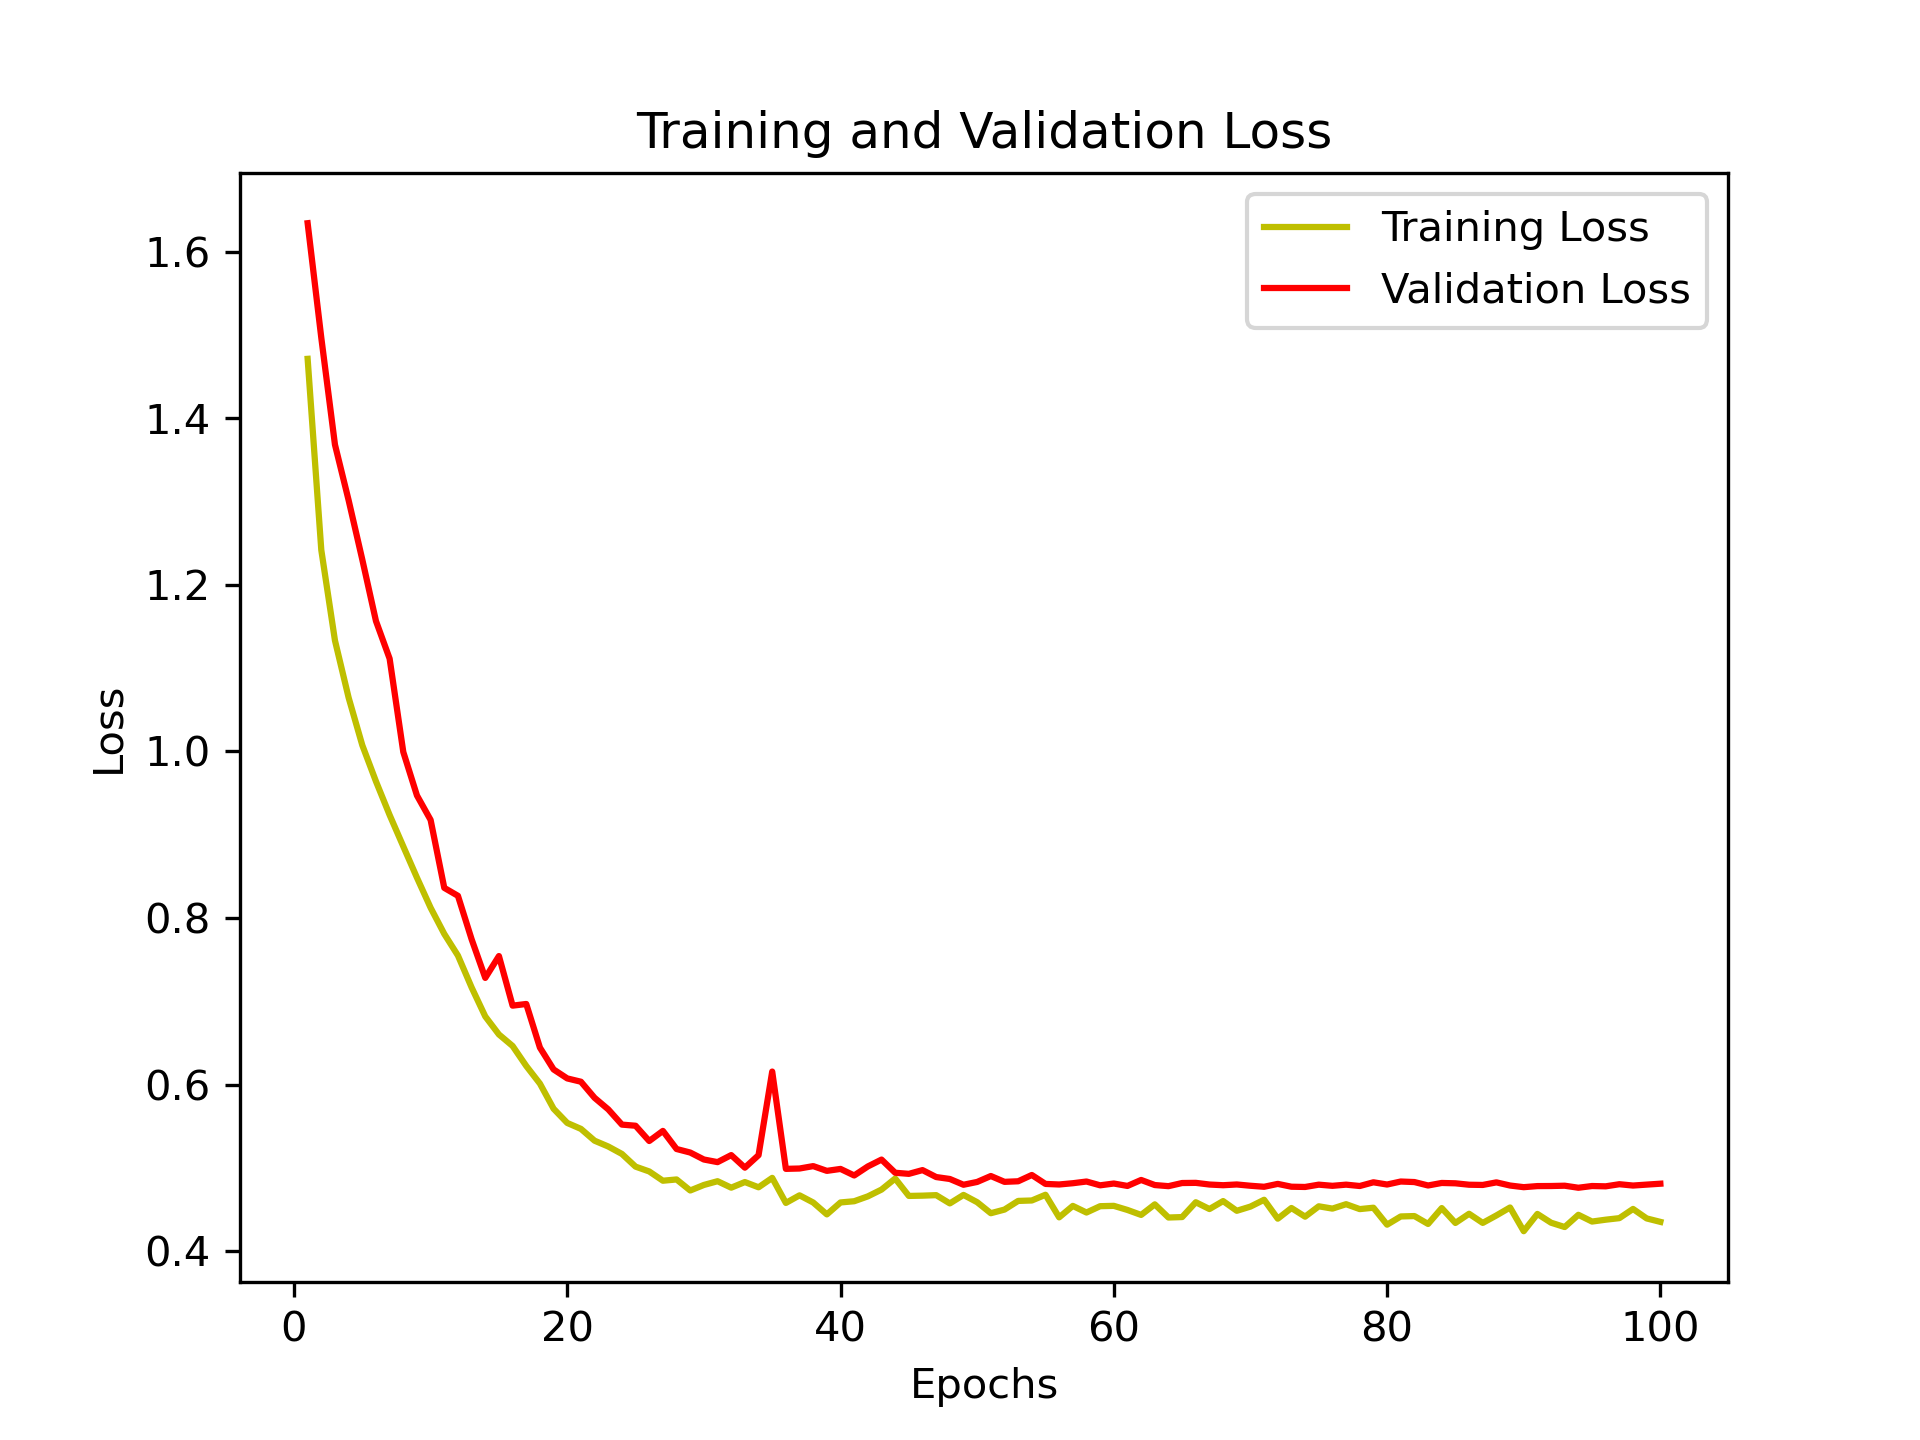 Training and Validation Loss
Training Loss
Validation Loss
1.6
1.4
1.2
1.0
0.8
0.6
0.4
Loss
0 20 40 60 80 100
Epochs